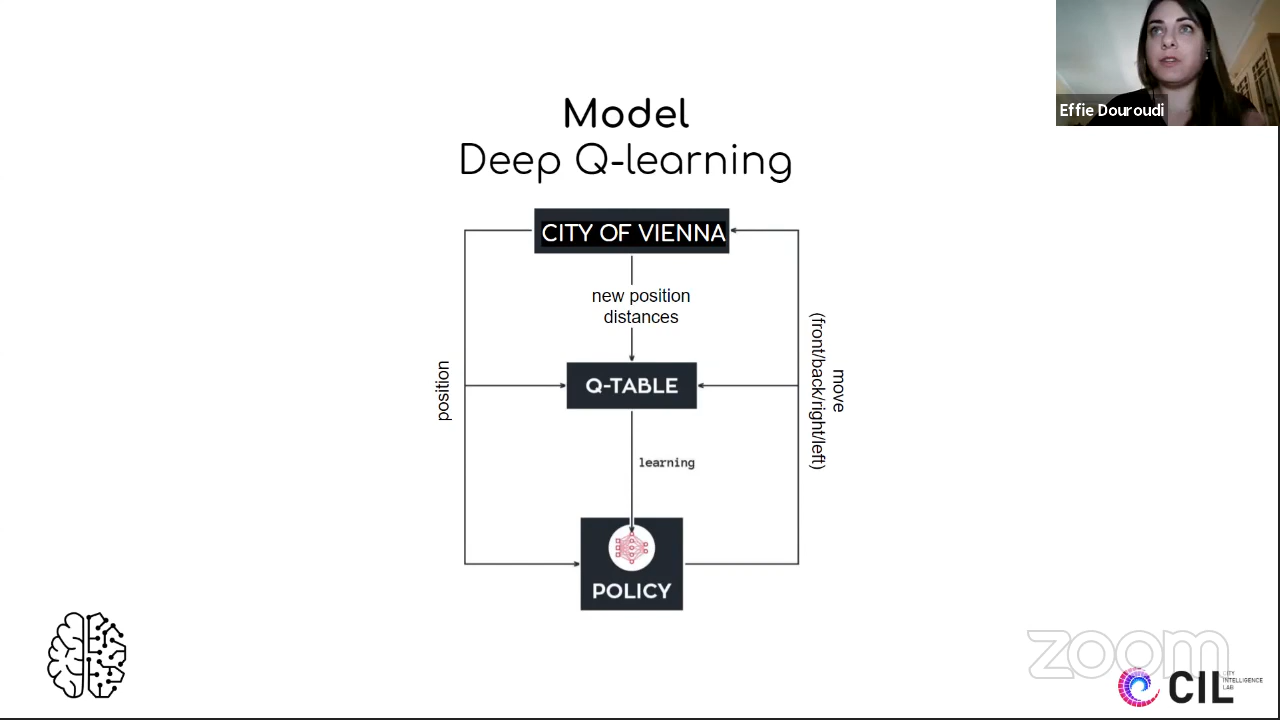 Effie Douroudi
Model
Deep Q-learning
CITY OF VIENNA
new position
distances
position
Q-TABLE
move
(front/back/right/left)
learning
POLICY
zoom
CIL
CITY
INTELLIGENCE
LAB